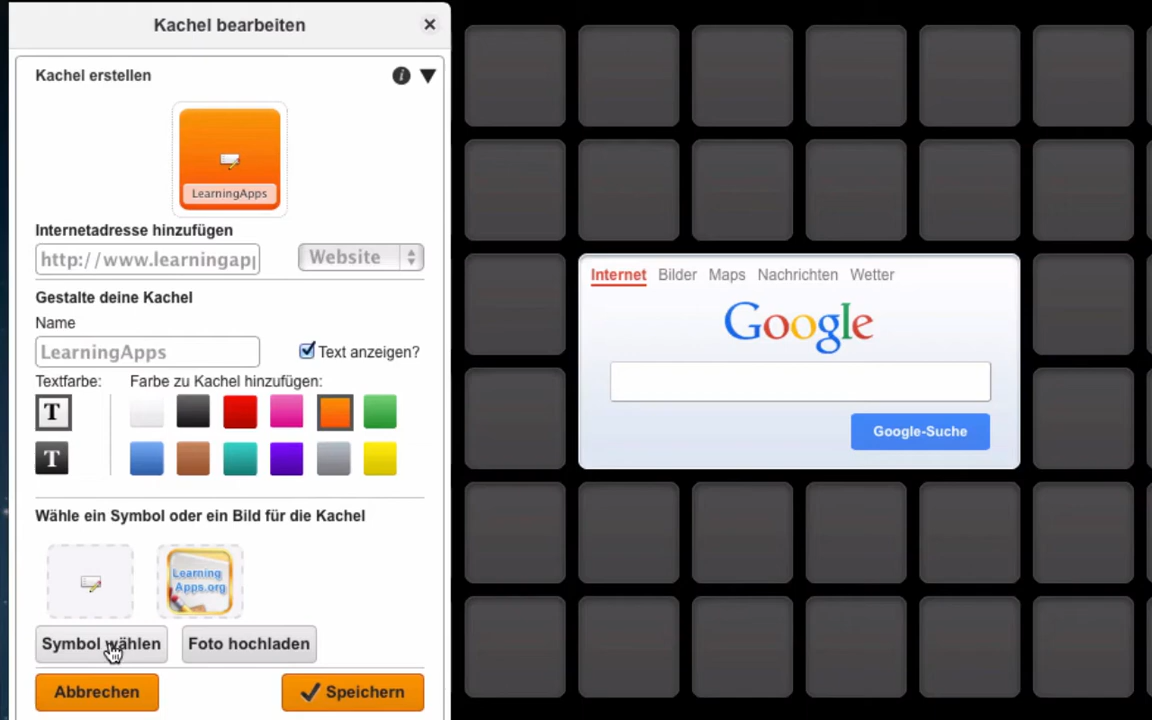 Kachel bearbeiten
Kachel erstellen
LearningApps
Internetadresse hinzufügen
http://www.learningapp
Website
Gestalte deine Kachel
Name
LearningApps
Text anzeigen?
Textfarbe:
Farbe zu Kachel hinzufügen:
T
T
Wähle ein Symbol oder ein Bild für die Kachel
Learning
Apps.org
Symbol wählen
Foto hochladen
Abbrechen
Speichern
Internet Bilder Maps Nachrichten Wetter
Google
Google-Suche